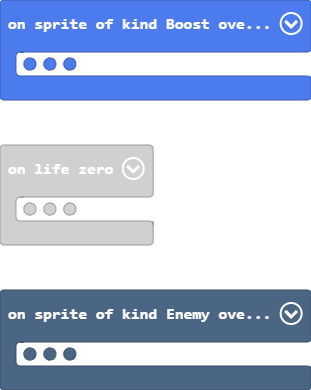 on sprite of kind Boost ove...
on life zero
on sprite of kind Enemy ove...